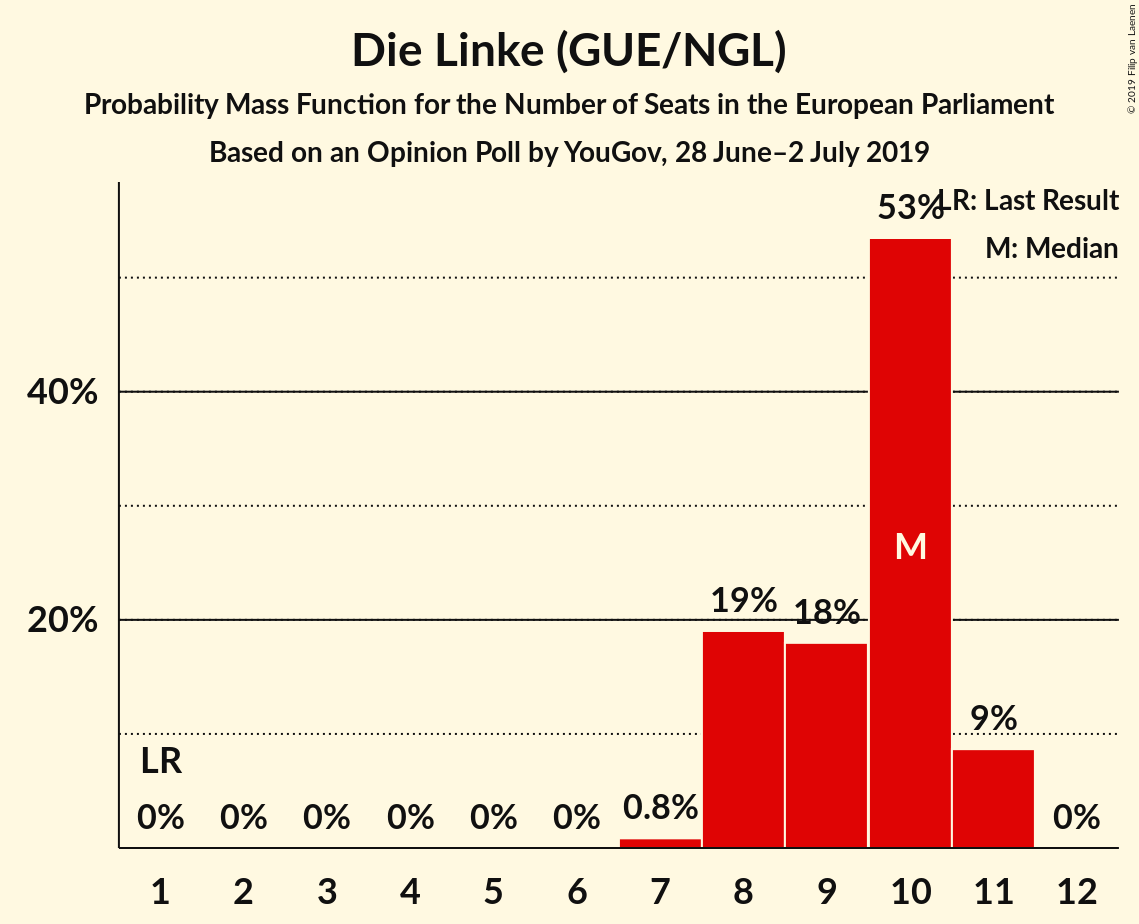 Die Linke (GUE/NGL)
Probability Mass Function for the Number of Seats in the European Parliament
Based on an Opinion Poll by YouGov, 28 June–2 July 2019
© 2019 Filip van Laenen
LR: Last Result
M: Median
53%
40%
M
20%
19%
18%
9%
LR
0%
0%
0%
0%
0%
0%
0.8%
0%
1 2 3 4 5 6 7 8 9 10 11 12